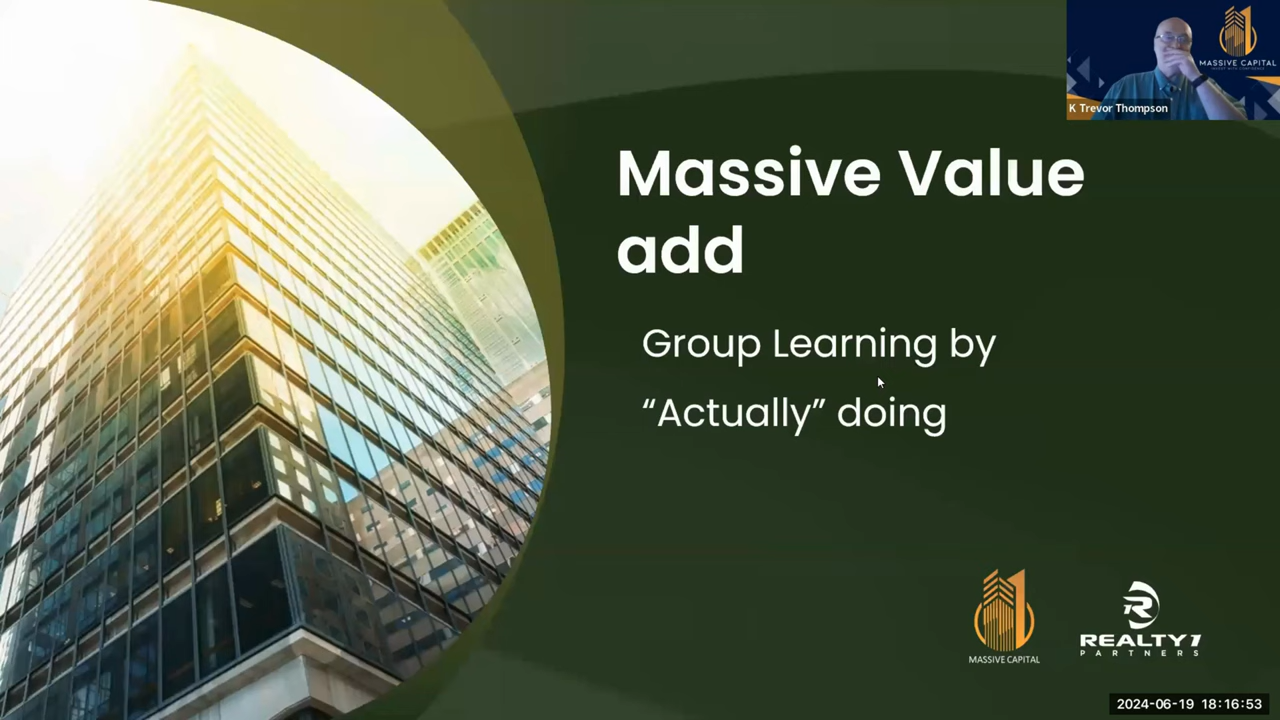 MASSIVE CAPITAL
K Trevor Thompson
Massive Value
add
Group Learning by
“Actually” doing
MASSIVE CAPITAL
REALTY1
PARTNERS
2024-06-19 18:16:53